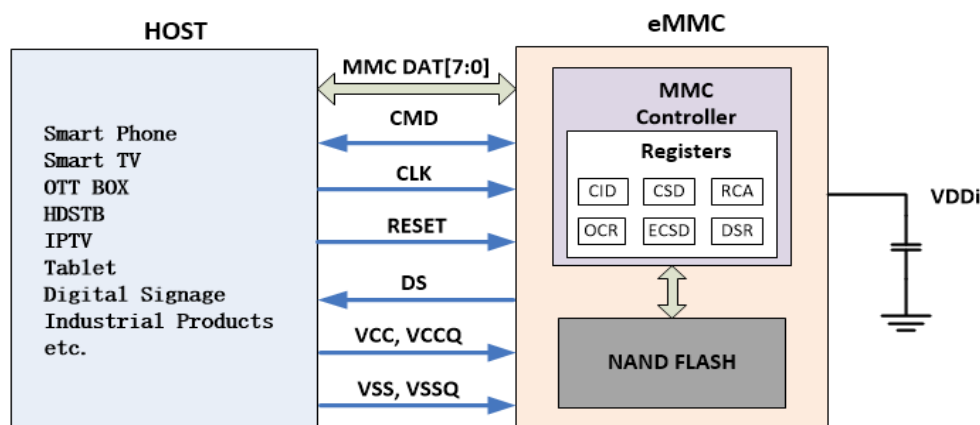 HOST
Smart Phone
Smart TV
OTT BOX
HDSTB
IPTV
Tablet
Digital Signage
Industrial Products
etc.
MMC DAT[7:0]
CMD
CLK
RESET
DS
VCC, VCCQ
VSS, VSSQ
eMMC
MMC
Controller
Registers
CID CSD RCA
OCR ECSD DSR
NAND FLASH
VDDi